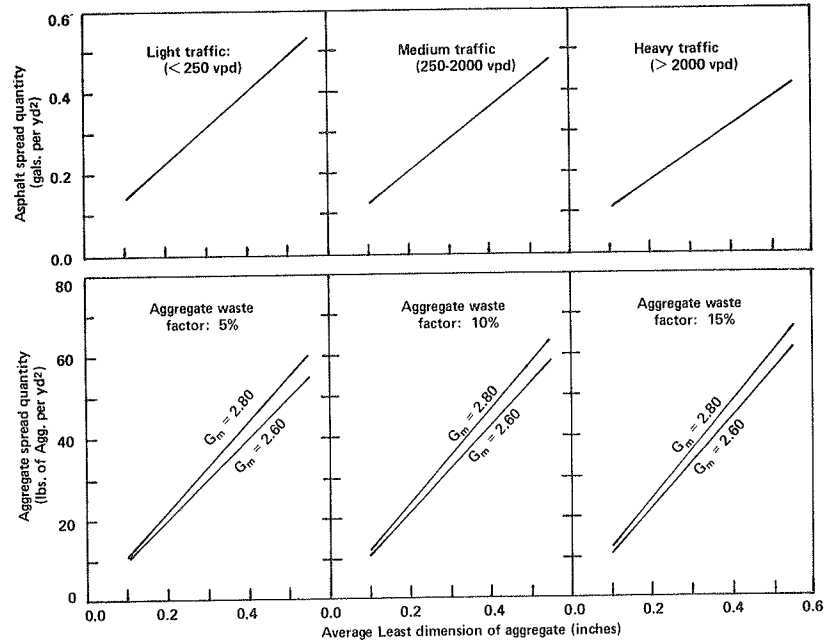 0.6
0.4
0.2
0.0
Asphalt spread quantity
(gals. per yd2)
Light traffic:
(< 250 vpd)
Medium traffic
(250-2000 vpd)
Heavy traffic
(> 2000 vpd)
80
60
40
20
0
Aggregate spread quantity
(lbs. of Agg. per yd2)
Aggregate waste
factor: 5%
Gm = 2.80
Gm = 2.60
Aggregate waste
factor: 10%
Gm = 2.80
Gm = 2.60
Aggregate waste
factor: 15%
Gm = 2.80
Gm = 2.60
0.0 0.2 0.4 0.0 0.2 0.4 0.0 0.2 0.4 0.6
Average Least dimension of aggregate (inches)